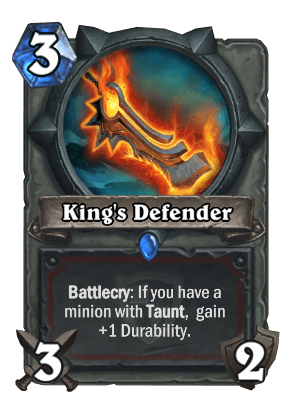 3
King's Defender
Battlecry: If you have a
minion with Taunt, gain
+1 Durability.
3
2